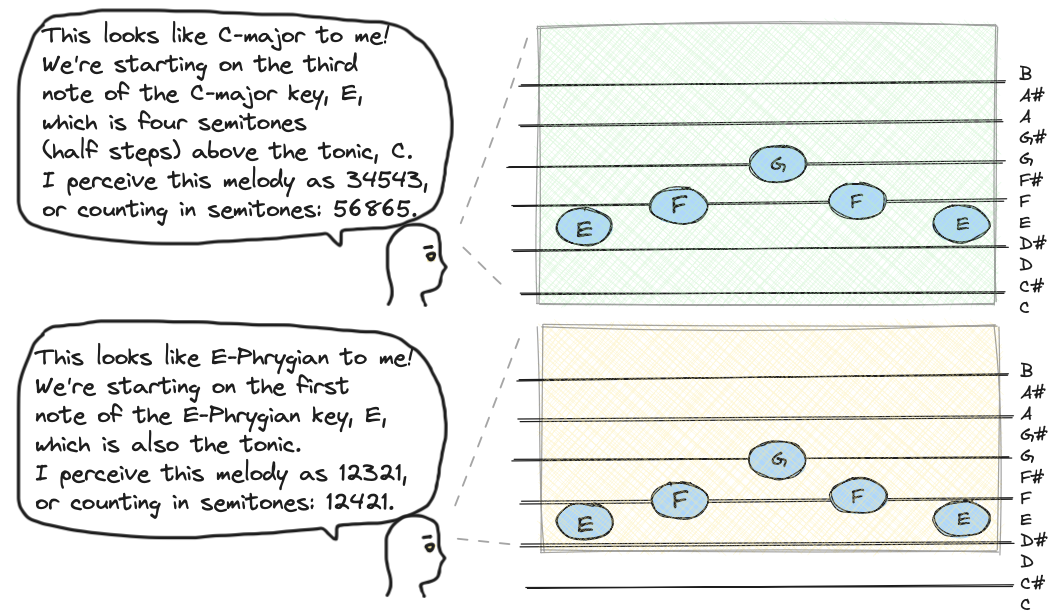 This looks like C-major to me!
We're starting on the third
note of the C-major key, E,
which is four semitones
(half steps) above the tonic, C.
I perceive this melody as 34543,
or counting in semitones: 56865.
B
A#
A
G#
G
F#
F
E
D#
D
C#
C
G
F
F
E
E
This looks like E-Phrygian to me!
We're starting on the first
note of the E-Phrygian key, E,
which is also the tonic.
I perceive this melody as 12321,
or counting in semitones: 12421.
B
A#
A
G#
G
F#
F
E
D#
D
C#
C
G
F
F
E
E